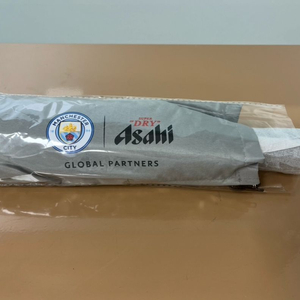 MANCHESTER
CITY
SUPER
"DRY"
Asahi
GLOBAL PARTNERS